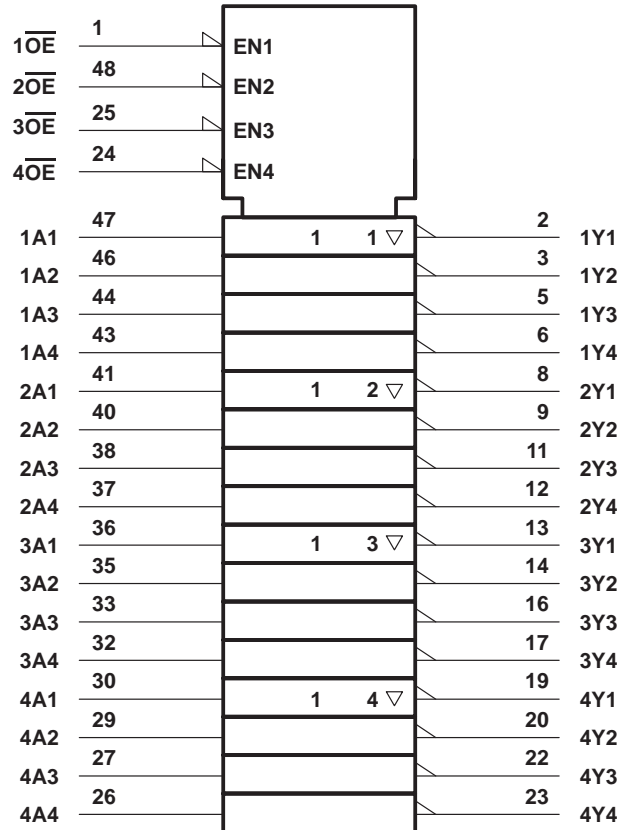 1O̅E̅ 1 EN1
2O̅E̅ 48 EN2
3O̅E̅ 25 EN3
4O̅E̅ 24 EN4
1A1 47 1 1 ▽ 2 1Y1
1A2 46 3 1Y2
1A3 44 5 1Y3
1A4 43 6 1Y4
2A1 41 1 2 ▽ 8 2Y1
2A2 40 9 2Y2
2A3 38 11 2Y3
2A4 37 12 2Y4
3A1 36 1 3 ▽ 13 3Y1
3A2 35 14 3Y2
3A3 33 16 3Y3
3A4 32 17 3Y4
4A1 30 1 4 ▽ 19 4Y1
4A2 29 20 4Y2
4A3 27 22 4Y3
4A4 26 23 4Y4